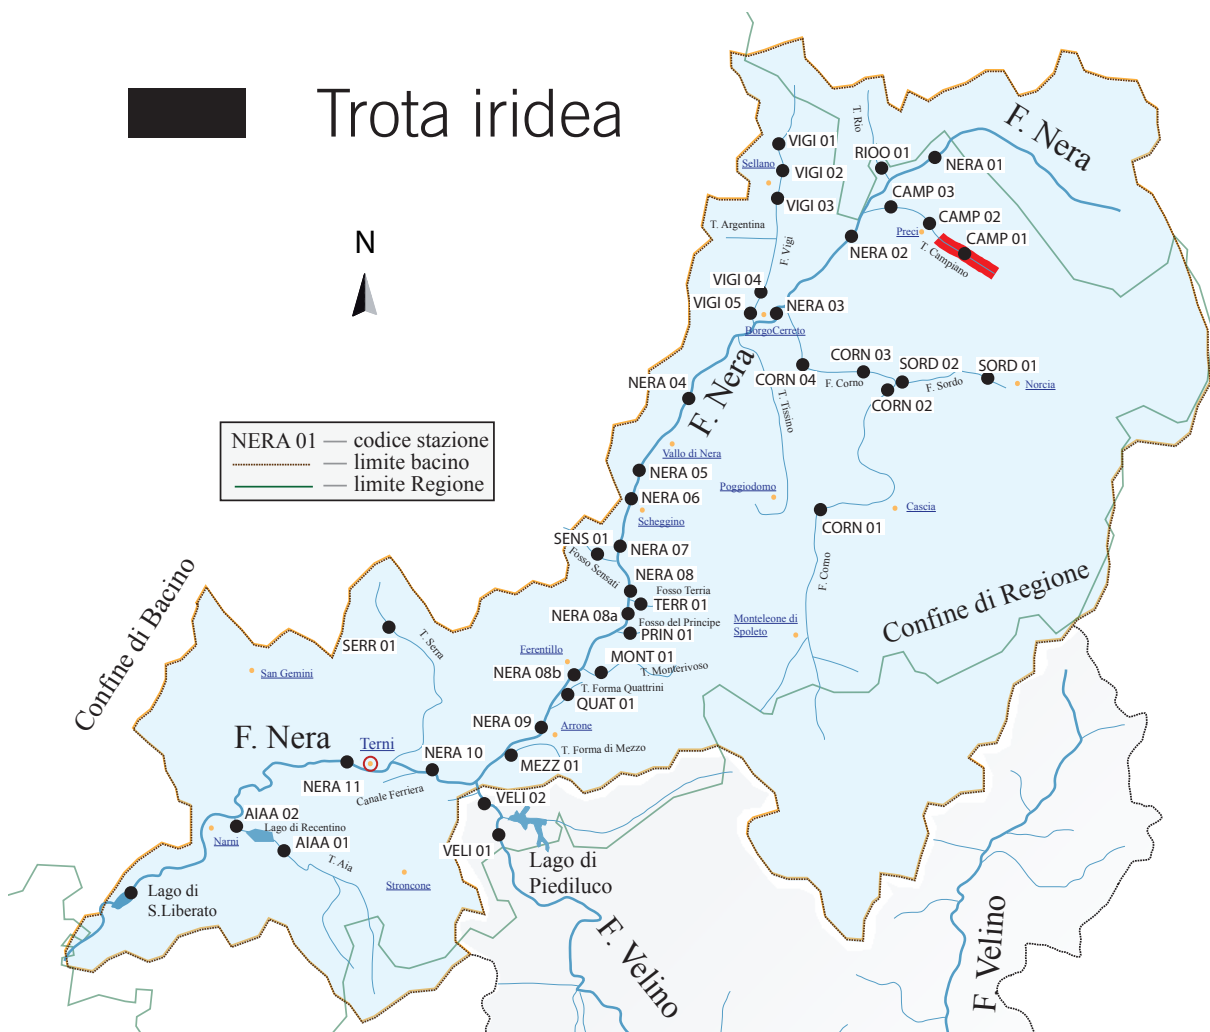 Trota iridea
N
F. Nera
T. Rio
VIGI 01
RIOO 01
NERA 01
Sellano
VIGI 02
CAMP 03
VIGI 03
CAMP 02
T. Argentina
Preci
CAMP 01
F. Vigi
NERA 02
T. Campiano
VIGI 04
VIGI 05
NERA 03
BorgoCerreto
F. Nera
CORN 03
SORD 02
SORD 01
NERA 04
CORN 04
F. Corno
F. Sordo
Norcia
CORN 02
T. Tissino
NERA 01 — codice stazione
limite bacino
limite Regione
Vallo di Nera
NERA 05
Poggiodomo
NERA 06
Cascia
Scheggino
CORN 01
SENS 01
NERA 07
Fosso Sensati
NERA 08
F. Corno
Fosso Terria
TERR 01
NERA 08a
Fosso del Principe
PRIN 01
Confine di Bacino
Confine di Regione
Monteleone di
Spoleto
SERR 01
T. Serra
Ferentillo
MONT 01
T. Monterivoso
San Gemini
NERA 08b
T. Forma Quattrini
QUAT 01
NERA 09
Arrone
F. Nera
Terni
NERA 10
T. Forma di Mezzo
MEZZ 01
NERA 11
Canale Ferriera
VELI 02
AIAA 02
Lago di Recentino
Narni
AIAA 01
VELI 01
T. Aia
Lago di
Piediluco
Stroncone
Lago di
S.Liberato
F. Velino
F. Velino